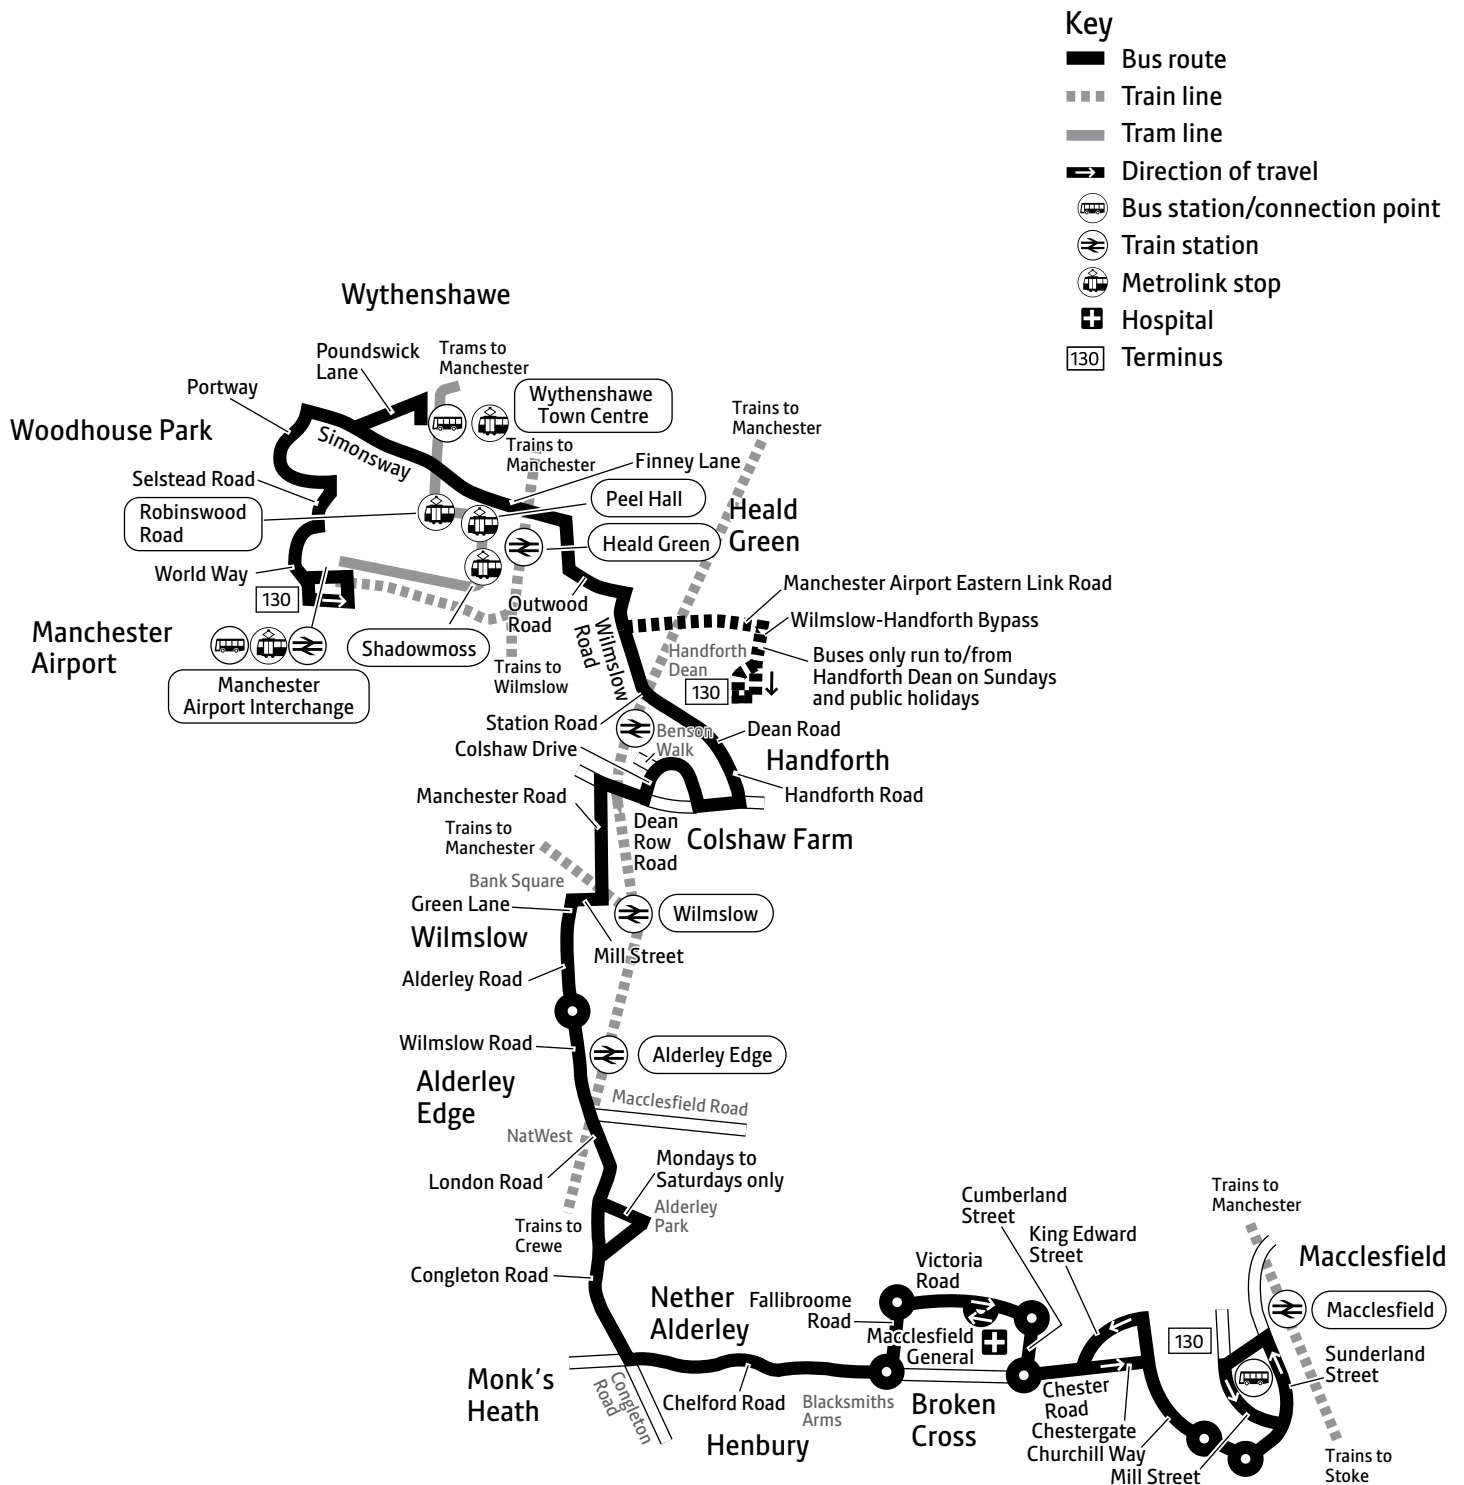 Key
Bus route
Train line
Tram line
Direction of travel
Bus station/connection point
Train station
Metrolink stop
Hospital
130 Terminus
Wythenshawe
Poundswick
Lane
Trams to
Manchester
Portway
Wythenshawe
Town Centre
Trains to
Manchester
Woodhouse Park
Simonsway
Trains to
Manchester
Finney Lane
Selstead Road
Peel Hall
Robinswood
Road
Heald
Green
Heald Green
World Way
130
Manchester Airport Eastern Link Road
Outwood
Road
Wilmslow-Handforth Bypass
Manchester
Airport
Shadowmoss
Wilmslow
Road
Handforth
Dean
Buses only run to/from
Handforth Dean on Sundays
and public holidays
Trains to
Wilmslow
130
Manchester
Airport Interchange
Wilmslow
Station Road
Benson
Walk
Dean Road
Colshaw Drive
Handforth
Manchester Road
Handforth Road
Trains to
Manchester
Dean
Row
Road
Colshaw Farm
Bank Square
Green Lane
Wilmslow
Wilmslow
Mill Street
Alderley Road
Wilmslow Road
Alderley Edge
Alderley
Edge
Macclesfield Road
NatWest
Mondays to
Saturdays only
London Road
Alderley
Park
Trains to
Crewe
Congleton Road
Cumberland
Street
Trains to
Manchester
King Edward
Street
Macclesfield
Victoria
Road
Nether
Alderley
Fallibroome
Road
Macclesfield
Macclesfield
General
130
Sunderland
Street
Monk's
Heath
Congleton
Road
Chelford Road
Blacksmiths
Arms
Broken
Cross
Chester
Road
Chestergate
Churchill Way
Henbury
Mill Street
Trains to
Stoke